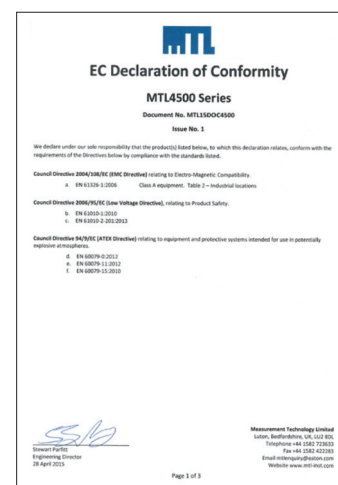 mTL
EC Declaration of Conformity
MTL4500 Series
Document No. MTL15DOC4500
Issue No. 1
We declare under our sole responsibility that the product(s) listed below, to which this declaration relates, conform with the
requirements of the Directives below by compliance with the standards listed.
Council Directive 2004/108/EC (EMC Directive) relating to Electro-Magnetic Compatibility.
a. EN 61326-1:2006 Class A equipment. Table 2 – Industrial locations
Council Directive 2006/95/EC (Low Voltage Directive), relating to Product Safety.
b. EN 61010-1:2010
c. EN 61010-2-201:2013
Council Directive 94/9/EC (ATEX Directive) relating to equipment and protective systems intended for use in potentially
explosive atmospheres.
d. EN 60079-0:2012
e. EN 60079-11:2012
f. EN 60079-15:2010
Stewart Parfitt
Engineering Director
28 April 2015
Measurement Technology Limited
Luton, Bedfordshire, UK, LU2 8DL
Telephone +44 1582 723633
Fax +44 1582 422283
Email mtlenquiry@eaton.com
Website www.mtl-inst.com
Page 1 of 3